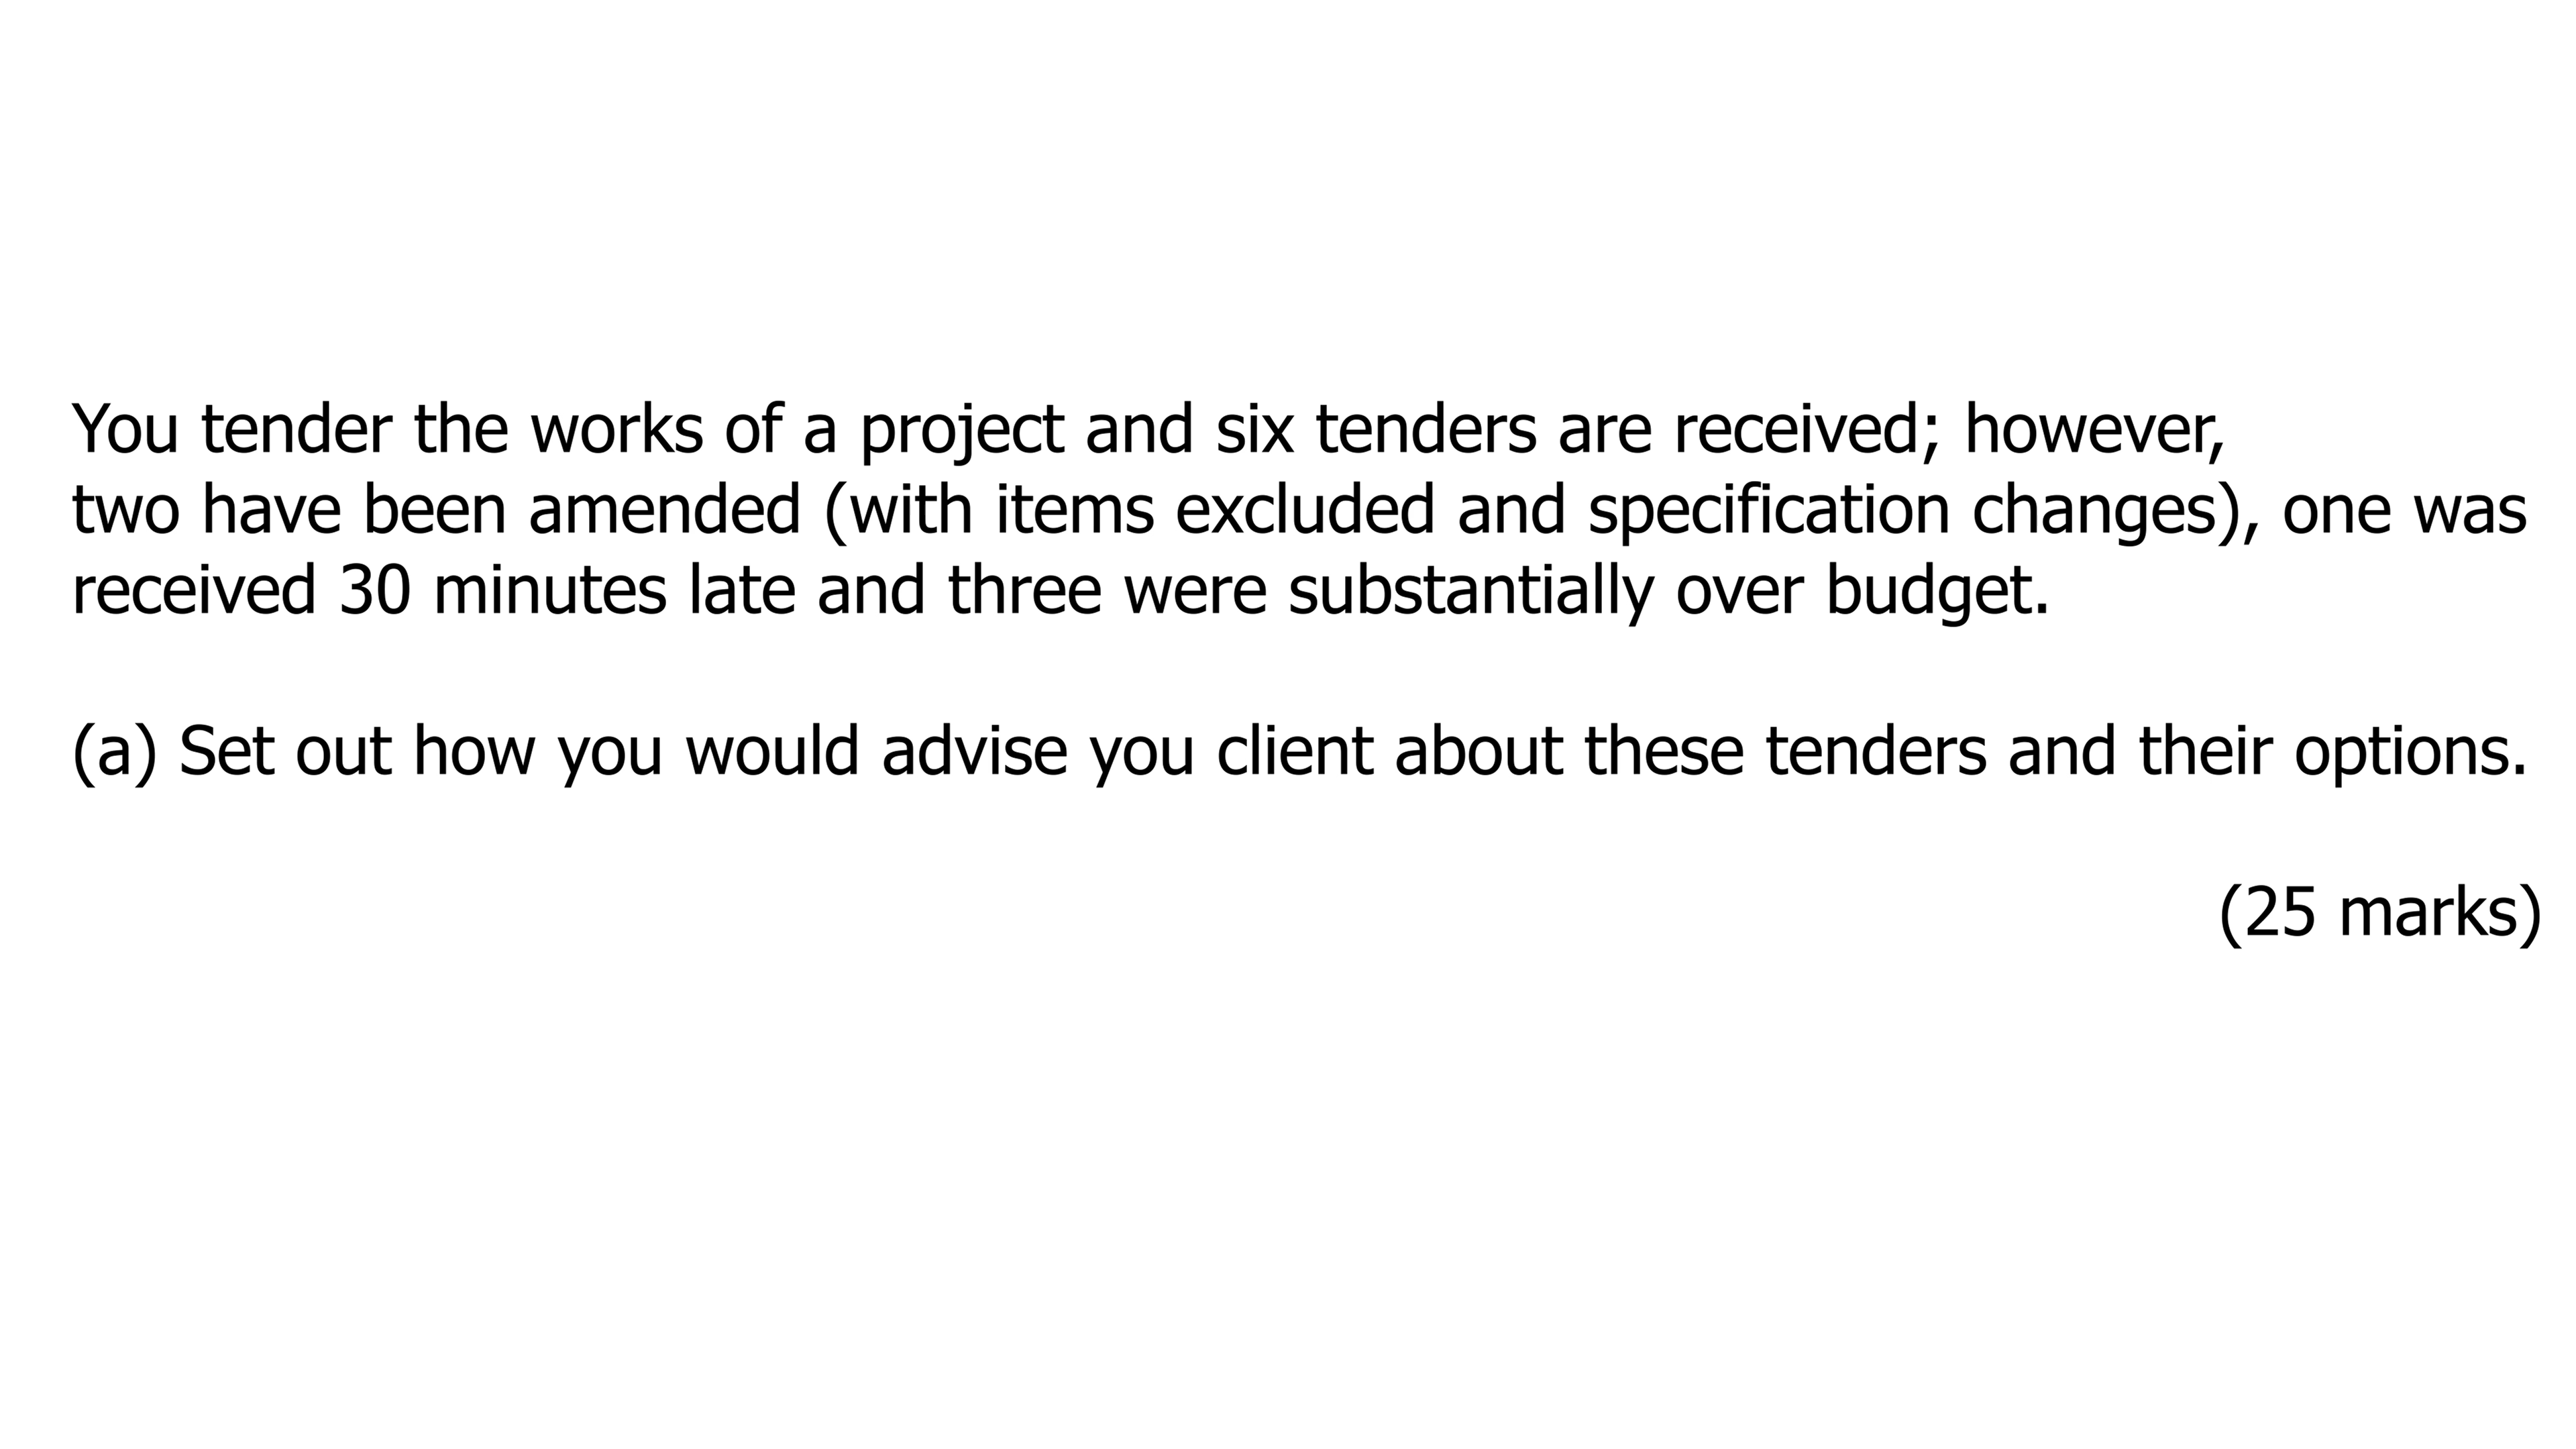 You tender the works of a project and six tenders are received; however,
two have been amended (with items excluded and specification changes), one was
received 30 minutes late and three were substantially over budget.
(a) Set out how you would advise you client about these tenders and their options.
(25 marks)